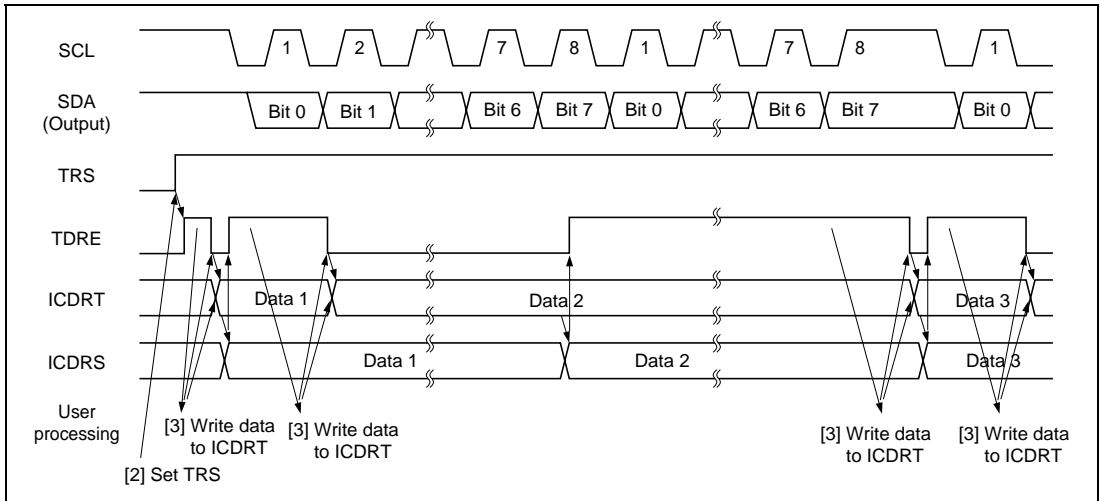 SCL
1
2
7
8
1
7
8
1
SDA
(Output)
Bit 0
Bit 1
Bit 6
Bit 7
Bit 0
Bit 6
Bit 7
Bit 0
TRS
TDRE
ICDRT
Data 1
Data 2
Data 3
ICDRS
Data 1
Data 2
Data 3
User
processing
[3] Write data
to ICDRT
[3] Write data
to ICDRT
[3] Write data
to ICDRT
[3] Write data
to ICDRT
[2] Set TRS